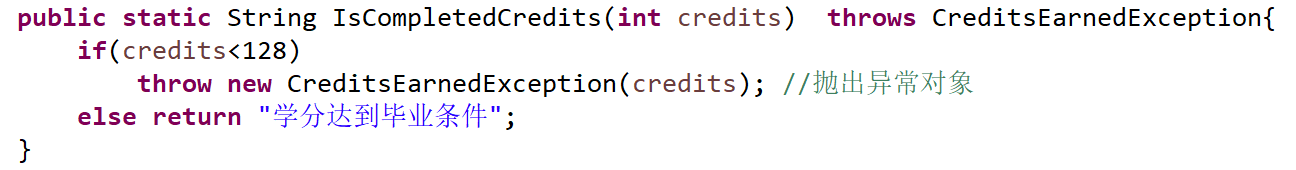 public static String IsCompletedCredits(int credits)  throws CreditsEarnedException{
    if(credits<128)
        throw new CreditsEarnedException(credits); //抛出异常对象
    else return "学分达到毕业条件";
}